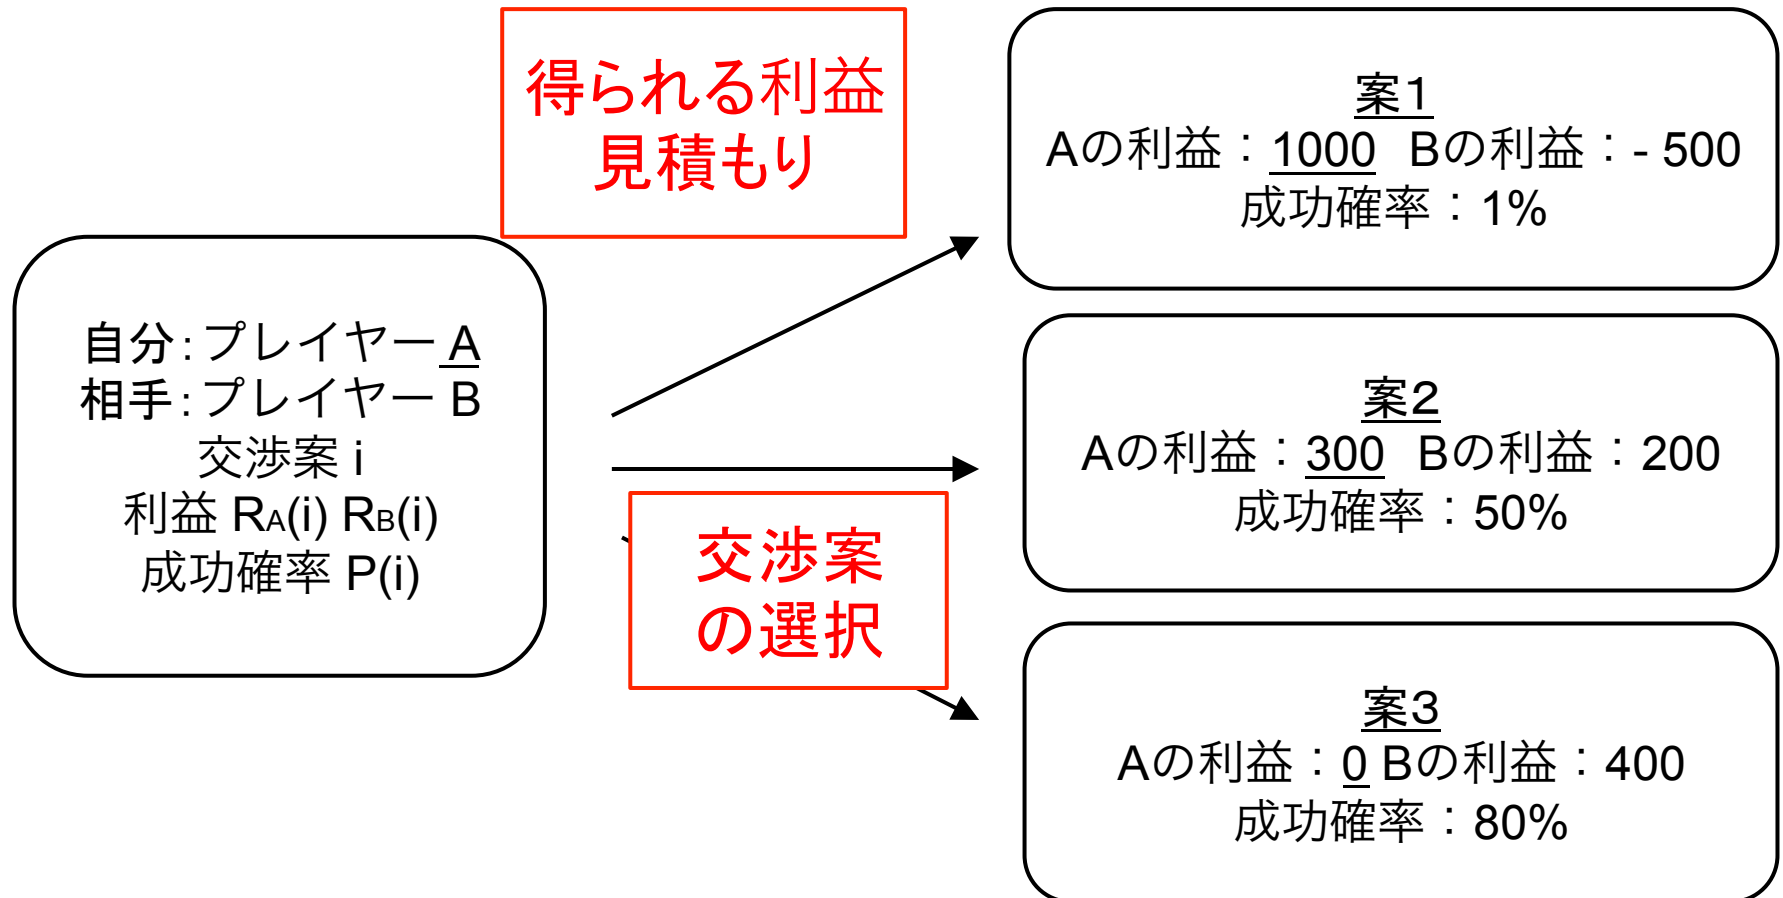 得られる利益
見積もり
自分:プレイヤー A
相手:プレイヤー B
交渉案 i
利益 RA(i) RB(i)
成功確率 P(i)
交渉案
の選択
案1
Aの利益：1000 Bの利益：- 500
成功確率：1%
案2
Aの利益：300 Bの利益：200
成功確率：50%
案3
Aの利益：0 Bの利益：400
成功確率：80%